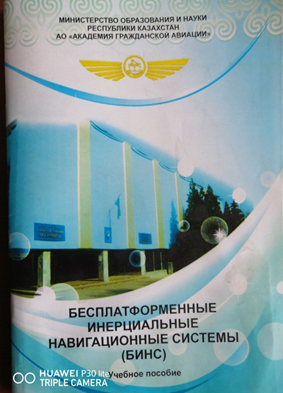 МИНИСТЕРСТВО ОБРАЗОВАНИЯ И НАУКИ
РЕСПУБЛИКИ КАЗАХСТАН
АО «АКАДЕМИЯ ГРАЖДАНСКОЙ АВИАЦИИ»
БЕСПЛАТФОРМЕННЫЕ
ИНЕРЦИАЛЬНЫЕ
НАВИГАЦИОННЫЕ СИСТЕМЫ
(БИНС)
Учебное пособие
HUAWEI P30 lite
TRIPLE CAMERA